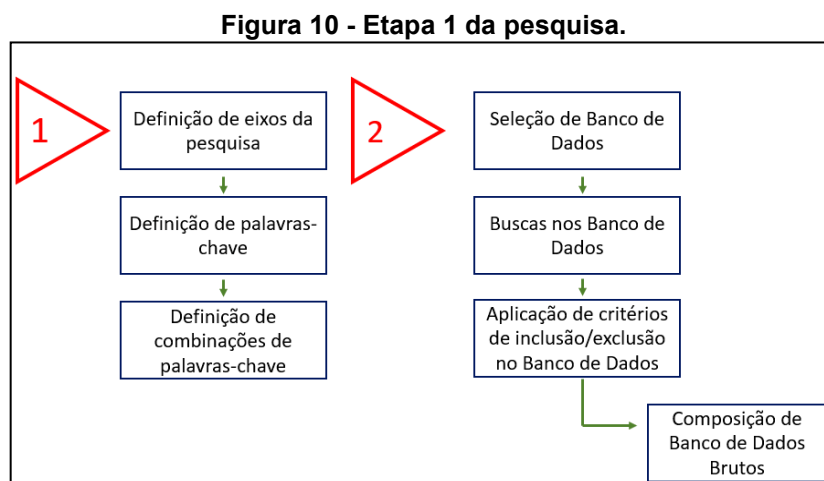 Figura 10 - Etapa 1 da pesquisa.
1
Definição de eixos da
pesquisa
Definição de palavras-
chave
Definição de
combinações de
palavras-chave
2
Seleção de Banco de
Dados
Buscas nos Banco de
Dados
Aplicação de critérios
de inclusão/exclusão
no Banco de Dados
Composição de
Banco de Dados
Brutos